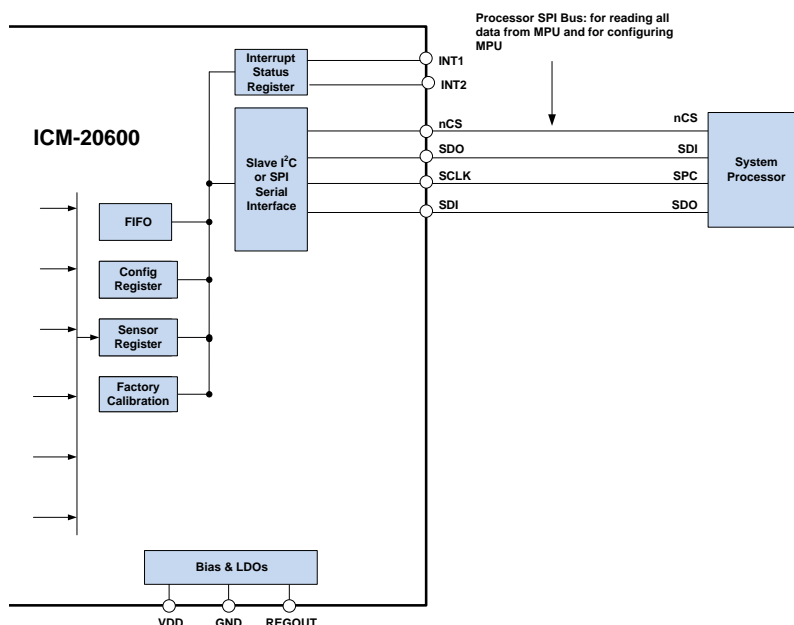 Processor SPI Bus: for reading all
data from MPU and for configuring
MPU
Interrupt
Status
Register
INT1
INT2
ICM-20600
nCS
nCS
Slave I²C
or SPI
Serial
Interface
SDO
SDI
SCLK
SPC
SDI
SDO
System
Processor
FIFO
Config
Register
Sensor
Register
Factory
Calibration
Bias & LDOs
VDD
GND
REGOUT